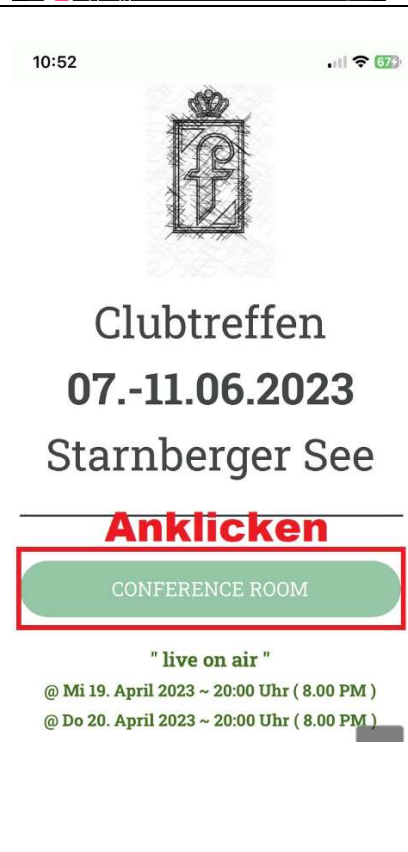 10:52
67
f
Clubtreffen
07.-11.06.2023
Starnberger See
Anklicken
CONFERENCE ROOM
" live on air "
@ Mi 19. April 2023 ~ 20:00 Uhr ( 8.00 PM )
@ Do 20. April 2023 ~ 20:00 Uhr ( 8.00 PM )